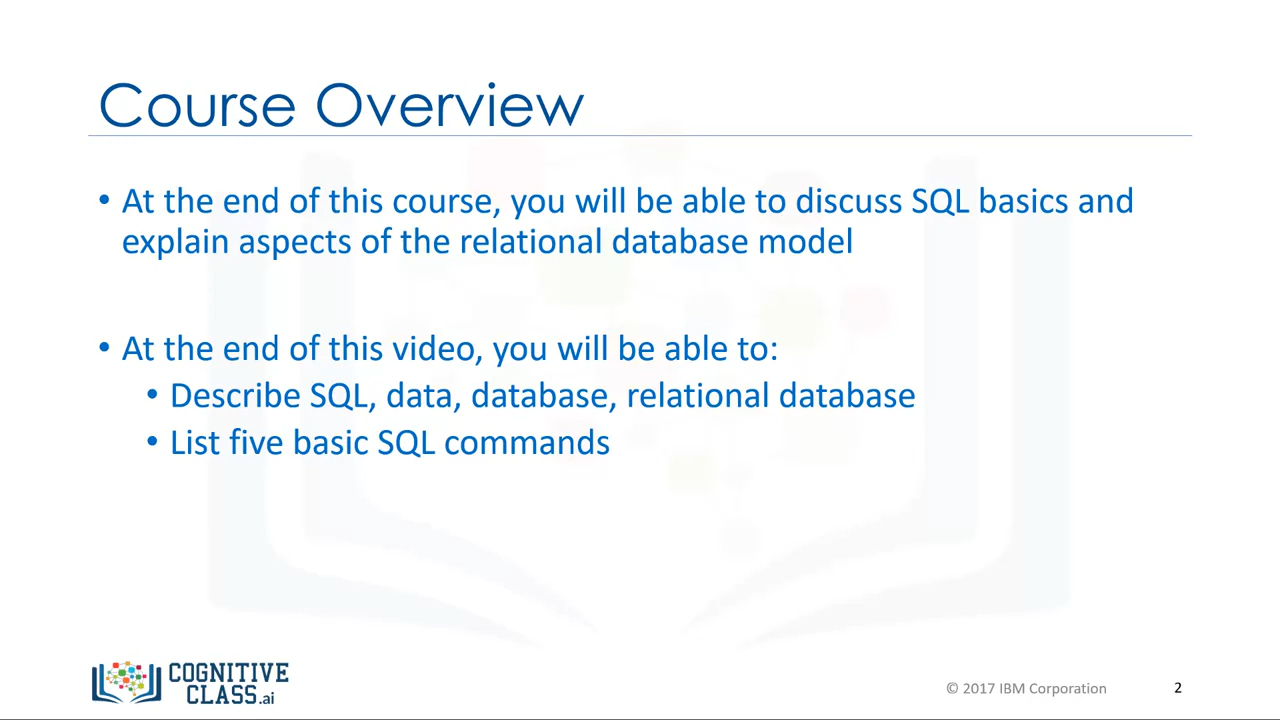 Course Overview
• At the end of this course, you will be able to discuss SQL basics and
explain aspects of the relational database model
• At the end of this video, you will be able to:
• Describe SQL, data, database, relational database
• List five basic SQL commands
COGNITIVE
CLASS.ai
© 2017 IBM Corporation
2